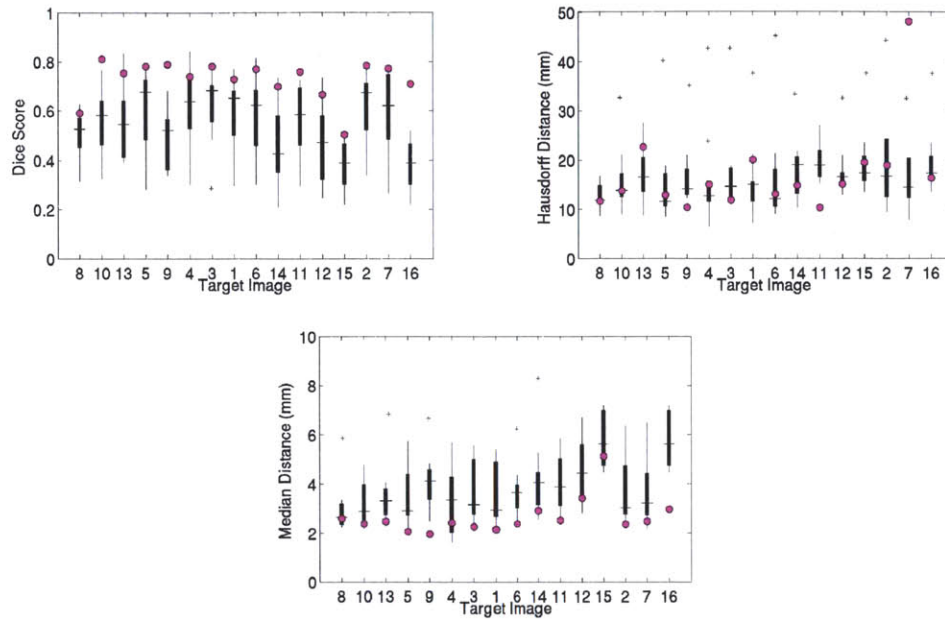 1
0.8
0.6
0.4
0.2
0
Dice Score
8 10 13 5 9 4 3 1 6 14 11 12 15 2 7 16
Target Image
50
40
30
20
10
0
Hausdorff Distance (mm)
8 10 13 5 9 4 3 1 6 14 11 12 15 2 7 16
Target Image
10
8
6
4
2
0
Median Distance (mm)
8 10 13 5 9 4 3 1 6 14 11 12 15 2 7 16
Target Image